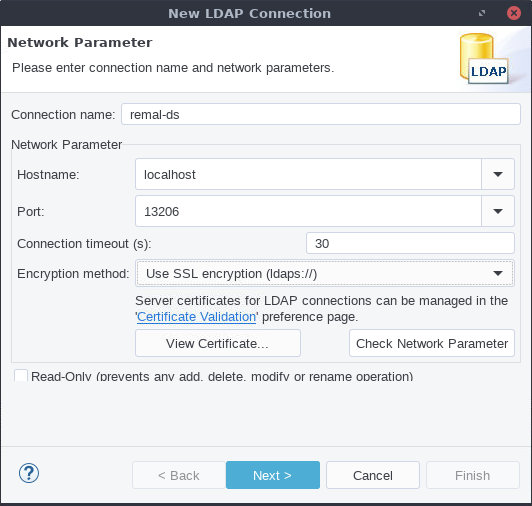 New LDAP Connection
Network Parameter
Please enter connection name and network parameters.
LDAP
Connection name: remal-ds
Network Parameter
Hostname: localhost
Port: 13206
Connection timeout (s): 30
Encryption method: Use SSL encryption (ldaps://)
Server certificates for LDAP connections can be managed in the
'Certificate Validation' preference page.
View Certificate... Check Network Parameter
Read-Only (prevents any add, delete, modify or rename operation)
? < Back Next > Cancel Finish